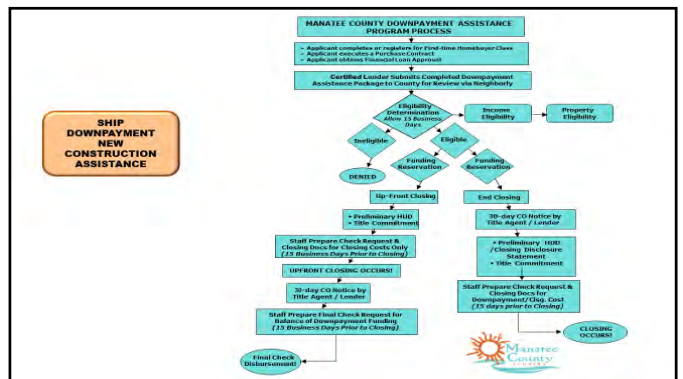 MANATEE COUNTY DOWNPAYMENT ASSISTANCE
PROGRAM PROCESS
Applicant completes or registers for First-time Homebuyer Class
Applicant executes a Purchase Contract
Applicant obtains Financial Loan Approval
Certified Lender Submits Completed Downpayment
Assistance Package to County for Review via Neighborly
SHIP
DOWNPAYMENT
NEW
CONSTRUCTION
ASSISTANCE
Eligibility
Determination
Allow 15 Business
Days
Income
Eligibility
Property
Eligibility
Ineligible
Eligible
DENIED
Funding
Reservation
Funding
Reservation
Up-Front Closing
End Closing
• Preliminary HUD
• Title Commitment
30-day CO Notice by
Title Agent / Lender
Staff Prepare Check Request &
Closing Docs for Closing Costs Only
(15 Business Days Prior to Closing)
• Preliminary HUD
/Closing Disclosure
Statement
• Title Commitment
UPFRONT CLOSING OCCURS!
30-day CO Notice by
Title Agent / Lender
Staff Prepare Check Request &
Closing Docs for
Downpayment/Clsg. Cost
(15 days prior to Closing)
Staff Prepare Final Check Request for
Balance of Downpayment Funding
(15 Business Days Prior to Closing)
CLOSING
OCCURS!
Final Check
Disbursement!
Manatee
County
FLORIDA